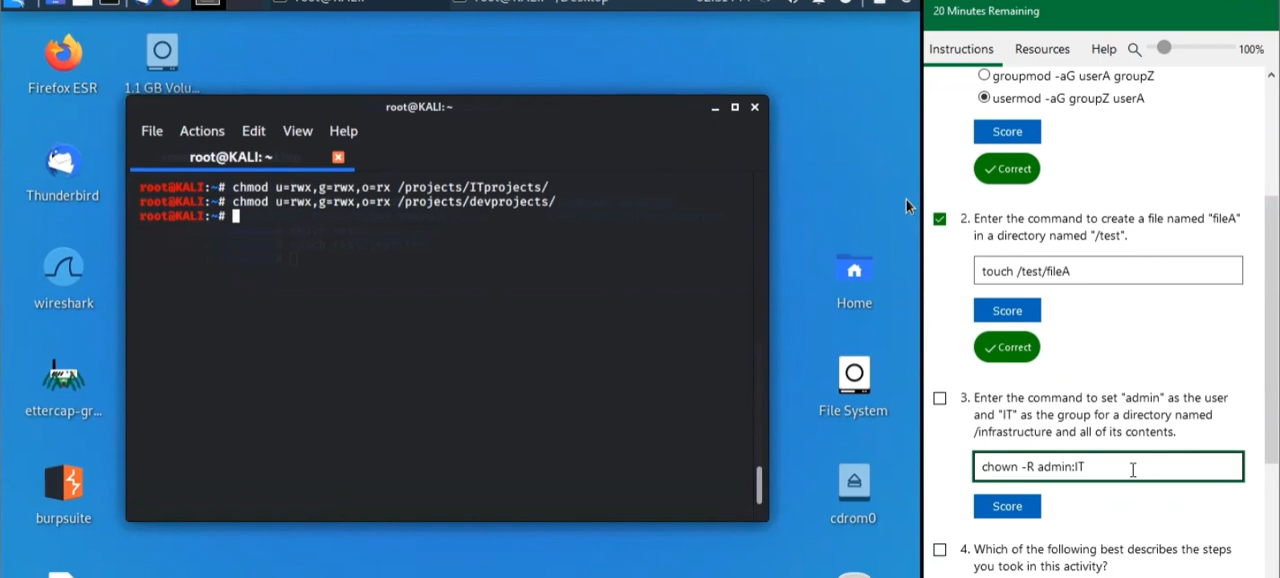 20 Minutes Remaining
Instructions Resources Help 100%
Firefox ESR
1.1 GB Volu...
Thunderbird
wireshark
ettercap-gr...
burpsuite
Home
File System
cdrom0
root@KALI:~
File Actions Edit View Help
root@KALI: ~
root@KALI:~# chmod u=rwx,g=rwx,o=rx /projects/ITprojects/
root@KALI:~# chmod u=rwx,g=rwx,o=rx /projects/devprojects/
root@KALI:~#
groupmod -aG userA groupZ
usermod -aG groupZ userA
Score
Correct
2. Enter the command to create a file named "fileA"
in a directory named "/test".
touch /test/fileA
Score
Correct
3. Enter the command to set "admin" as the user
and "IT" as the group for a directory named
/infrastructure and all of its contents.
chown -R admin:IT
Score
4. Which of the following best describes the steps
you took in this activity?